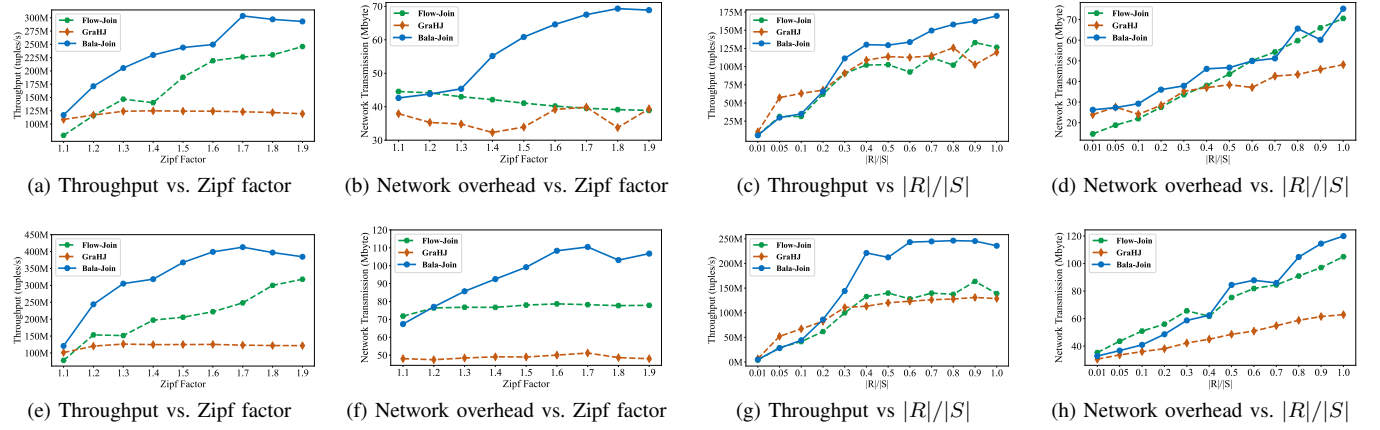 300M
275M
250M
225M
200M
175M
150M
125M
100M
Throughput (tuples/s)
Flow-Join
GraHJ
Bala-Join
1.1 1.2 1.3 1.4 1.5 1.6 1.7 1.8 1.9
Zipf Factor
(a) Throughput vs. Zipf factor
70
60
50
40
30
Network Transmission (Mbyte)
Flow-Join
GraHJ
Bala-Join
1.1 1.2 1.3 1.4 1.5 1.6 1.7 1.8 1.9
Zipf Factor
(b) Network overhead vs. Zipf factor
175M
150M
125M
100M
75M
50M
25M
Throughput (tuples/s)
Flow-Join
GraHJ
Bala-Join
0.01 0.05 0.1 0.2 0.3 0.4 0.5 0.6 0.7 0.8 0.9 1.0
|R|/|S|
(c) Throughput vs |R|/|S|
70
60
50
40
30
20
Network Transmission (Mbyte)
Flow-Join
GraHJ
Bala-Join
0.01 0.05 0.1 0.2 0.3 0.4 0.5 0.6 0.7 0.8 0.9 1.0
|R|/|S|
(d) Network overhead vs. |R|/|S|
450M
400M
350M
300M
250M
200M
150M
100M
Throughput (tuples/s)
Flow-Join
GraHJ
Bala-Join
1.1 1.2 1.3 1.4 1.5 1.6 1.7 1.8 1.9
Zipf Factor
(e) Throughput vs. Zipf factor
120
110
100
90
80
70
60
50
Network Transmission (Mbyte)
Flow-Join
GraHJ
Bala-Join
1.1 1.2 1.3 1.4 1.5 1.6 1.7 1.8 1.9
Zipf Factor
(f) Network overhead vs. Zipf factor
250M
200M
150M
100M
50M
0M
Throughput (tuples/s)
Flow-Join
GraHJ
Bala-Join
0.01 0.05 0.1 0.2 0.3 0.4 0.5 0.6 0.7 0.8 0.9 1.0
|R|/|S|
(g) Throughput vs |R|/|S|
120
100
80
60
40
Network Transmission (Mbyte)
Flow-Join
GraHJ
Bala-Join
0.01 0.05 0.1 0.2 0.3 0.4 0.5 0.6 0.7 0.8 0.9 1.0
|R|/|S|
(h) Network overhead vs. |R|/|S|